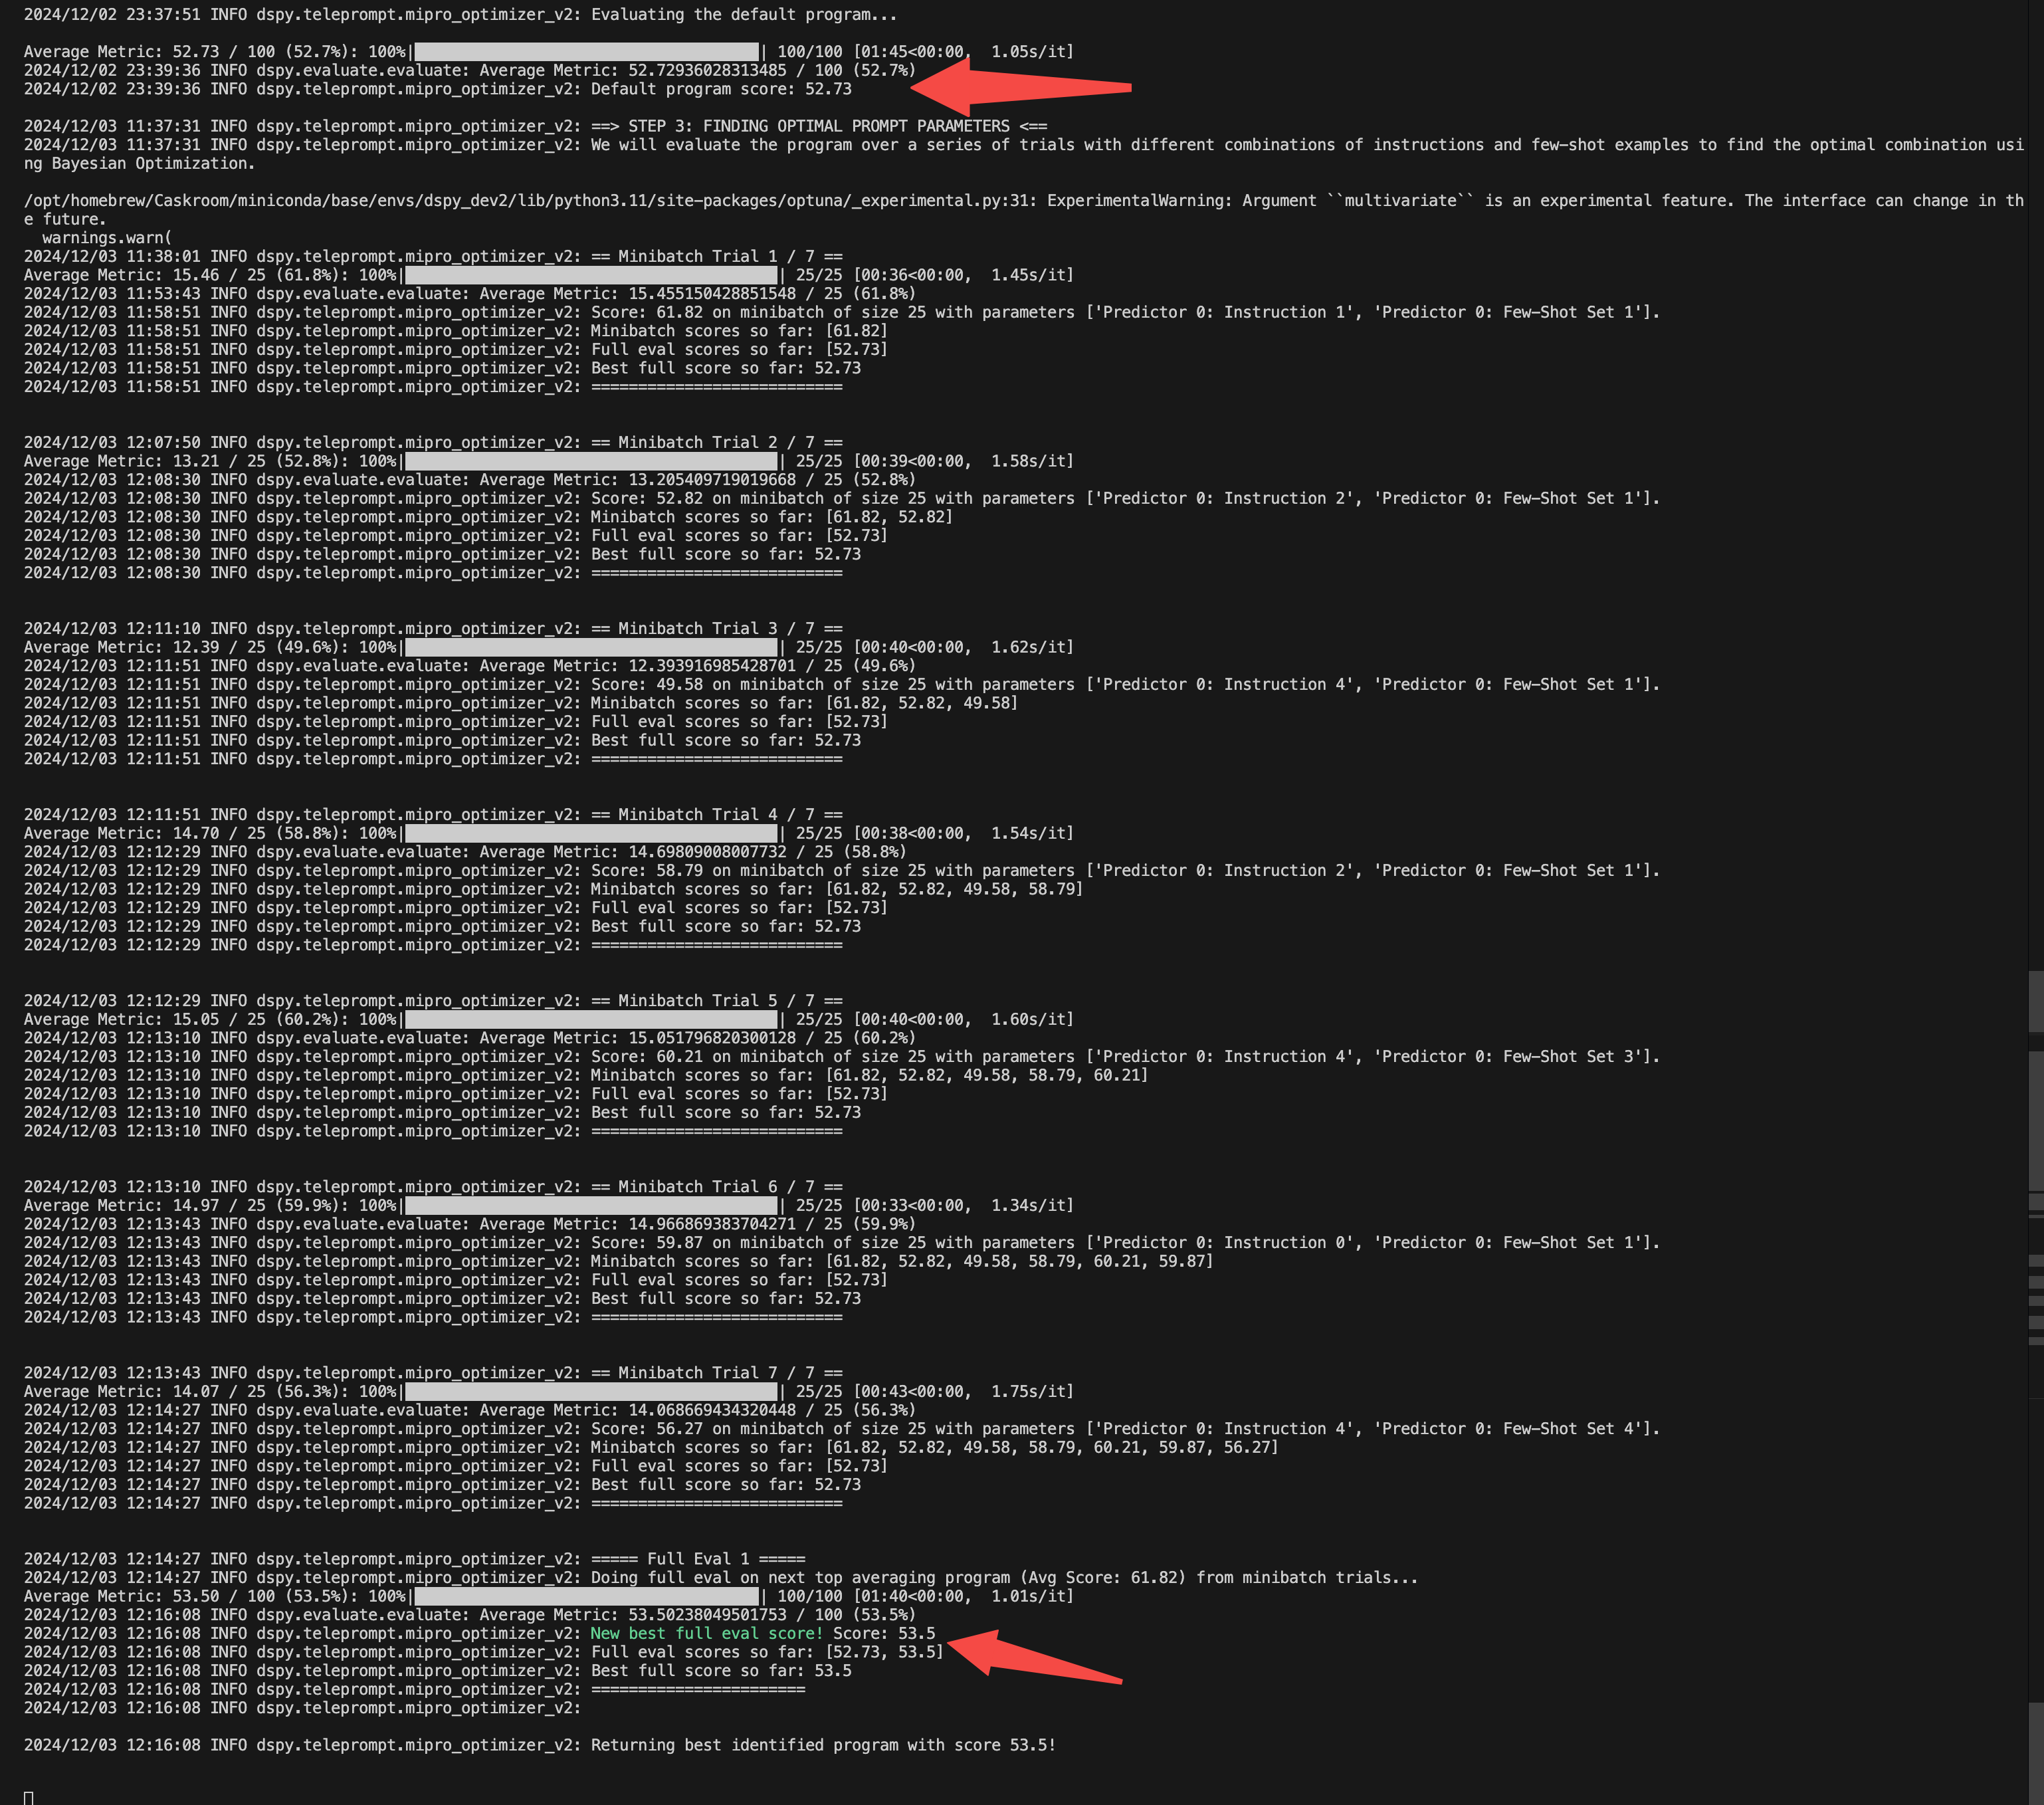 2024/12/02 23:37:51 INFO dspy.teleprompt.mipro_optimizer_v2: Evaluating the default program...
Average Metric: 52.73 / 100 (52.7%): 100%|| 100/100 [01:45<00:00,  1.05s/it]
2024/12/02 23:39:36 INFO dspy.evaluate.evaluate: Average Metric: 52.72936028313485 / 100 (52.7%)
2024/12/02 23:39:36 INFO dspy.teleprompt.mipro_optimizer_v2: Default program score: 52.73
2024/12/03 11:37:31 INFO dspy.teleprompt.mipro_optimizer_v2: ==> STEP 3: FINDING OPTIMAL PROMPT PARAMETERS <==
2024/12/03 11:37:31 INFO dspy.teleprompt.mipro_optimizer_v2: We will evaluate the program over a series of trials with different combinations of instructions and few-shot examples to find the optimal combination usi
ng Bayesian Optimization.
/opt/homebrew/Caskroom/miniconda/base/envs/dspy_dev2/lib/python3.11/site-packages/optuna/_experimental.py:31: ExperimentalWarning: Argument ``multivariate`` is an experimental feature. The interface can change in th
e future.
  warnings.warn(
2024/12/03 11:38:01 INFO dspy.teleprompt.mipro_optimizer_v2: == Minibatch Trial 1 / 7 ==
Average Metric: 15.46 / 25 (61.8%): 100%|| 25/25 [00:36<00:00,  1.45s/it]
2024/12/03 11:53:43 INFO dspy.evaluate.evaluate: Average Metric: 15.455150428851548 / 25 (61.8%)
2024/12/03 11:58:51 INFO dspy.teleprompt.mipro_optimizer_v2: Score: 61.82 on minibatch of size 25 with parameters ['Predictor 0: Instruction 1', 'Predictor 0: Few-Shot Set 1'].
2024/12/03 11:58:51 INFO dspy.teleprompt.mipro_optimizer_v2: Minibatch scores so far: [61.82]
2024/12/03 11:58:51 INFO dspy.teleprompt.mipro_optimizer_v2: Full eval scores so far: [52.73]
2024/12/03 11:58:51 INFO dspy.teleprompt.mipro_optimizer_v2: Best full score so far: 52.73
2024/12/03 11:58:51 INFO dspy.teleprompt.mipro_optimizer_v2: ===========================
2024/12/03 12:07:50 INFO dspy.teleprompt.mipro_optimizer_v2: == Minibatch Trial 2 / 7 ==
Average Metric: 13.21 / 25 (52.8%): 100%|| 25/25 [00:39<00:00,  1.58s/it]
2024/12/03 12:08:30 INFO dspy.evaluate.evaluate: Average Metric: 13.205409719019668 / 25 (52.8%)
2024/12/03 12:08:30 INFO dspy.teleprompt.mipro_optimizer_v2: Score: 52.82 on minibatch of size 25 with parameters ['Predictor 0: Instruction 2', 'Predictor 0: Few-Shot Set 1'].
2024/12/03 12:08:30 INFO dspy.teleprompt.mipro_optimizer_v2: Minibatch scores so far: [61.82, 52.82]
2024/12/03 12:08:30 INFO dspy.teleprompt.mipro_optimizer_v2: Full eval scores so far: [52.73]
2024/12/03 12:08:30 INFO dspy.teleprompt.mipro_optimizer_v2: Best full score so far: 52.73
2024/12/03 12:08:30 INFO dspy.teleprompt.mipro_optimizer_v2: ===========================
2024/12/03 12:11:10 INFO dspy.teleprompt.mipro_optimizer_v2: == Minibatch Trial 3 / 7 ==
Average Metric: 12.39 / 25 (49.6%): 100%|| 25/25 [00:40<00:00,  1.62s/it]
2024/12/03 12:11:51 INFO dspy.evaluate.evaluate: Average Metric: 12.393916985428701 / 25 (49.6%)
2024/12/03 12:11:51 INFO dspy.teleprompt.mipro_optimizer_v2: Score: 49.58 on minibatch of size 25 with parameters ['Predictor 0: Instruction 4', 'Predictor 0: Few-Shot Set 1'].
2024/12/03 12:11:51 INFO dspy.teleprompt.mipro_optimizer_v2: Minibatch scores so far: [61.82, 52.82, 49.58]
2024/12/03 12:11:51 INFO dspy.teleprompt.mipro_optimizer_v2: Full eval scores so far: [52.73]
2024/12/03 12:11:51 INFO dspy.teleprompt.mipro_optimizer_v2: Best full score so far: 52.73
2024/12/03 12:11:51 INFO dspy.teleprompt.mipro_optimizer_v2: ===========================
2024/12/03 12:11:51 INFO dspy.teleprompt.mipro_optimizer_v2: == Minibatch Trial 4 / 7 ==
Average Metric: 14.70 / 25 (58.8%): 100%|| 25/25 [00:38<00:00,  1.54s/it]
2024/12/03 12:12:29 INFO dspy.evaluate.evaluate: Average Metric: 14.69809008007732 / 25 (58.8%)
2024/12/03 12:12:29 INFO dspy.teleprompt.mipro_optimizer_v2: Score: 58.79 on minibatch of size 25 with parameters ['Predictor 0: Instruction 2', 'Predictor 0: Few-Shot Set 1'].
2024/12/03 12:12:29 INFO dspy.teleprompt.mipro_optimizer_v2: Minibatch scores so far: [61.82, 52.82, 49.58, 58.79]
2024/12/03 12:12:29 INFO dspy.teleprompt.mipro_optimizer_v2: Full eval scores so far: [52.73]
2024/12/03 12:12:29 INFO dspy.teleprompt.mipro_optimizer_v2: Best full score so far: 52.73
2024/12/03 12:12:29 INFO dspy.teleprompt.mipro_optimizer_v2: ===========================
2024/12/03 12:12:29 INFO dspy.teleprompt.mipro_optimizer_v2: == Minibatch Trial 5 / 7 ==
Average Metric: 15.05 / 25 (60.2%): 100%|| 25/25 [00:40<00:00,  1.60s/it]
2024/12/03 12:13:10 INFO dspy.evaluate.evaluate: Average Metric: 15.051796820300128 / 25 (60.2%)
2024/12/03 12:13:10 INFO dspy.teleprompt.mipro_optimizer_v2: Score: 60.21 on minibatch of size 25 with parameters ['Predictor 0: Instruction 4', 'Predictor 0: Few-Shot Set 3'].
2024/12/03 12:13:10 INFO dspy.teleprompt.mipro_optimizer_v2: Minibatch scores so far: [61.82, 52.82, 49.58, 58.79, 60.21]
2024/12/03 12:13:10 INFO dspy.teleprompt.mipro_optimizer_v2: Full eval scores so far: [52.73]
2024/12/03 12:13:10 INFO dspy.teleprompt.mipro_optimizer_v2: Best full score so far: 52.73
2024/12/03 12:13:10 INFO dspy.teleprompt.mipro_optimizer_v2: ===========================
2024/12/03 12:13:10 INFO dspy.teleprompt.mipro_optimizer_v2: == Minibatch Trial 6 / 7 ==
Average Metric: 14.97 / 25 (59.9%): 100%|| 25/25 [00:33<00:00,  1.34s/it]
2024/12/03 12:13:43 INFO dspy.evaluate.evaluate: Average Metric: 14.966869383704271 / 25 (59.9%)
2024/12/03 12:13:43 INFO dspy.teleprompt.mipro_optimizer_v2: Score: 59.87 on minibatch of size 25 with parameters ['Predictor 0: Instruction 0', 'Predictor 0: Few-Shot Set 1'].
2024/12/03 12:13:43 INFO dspy.teleprompt.mipro_optimizer_v2: Minibatch scores so far: [61.82, 52.82, 49.58, 58.79, 60.21, 59.87]
2024/12/03 12:13:43 INFO dspy.teleprompt.mipro_optimizer_v2: Full eval scores so far: [52.73]
2024/12/03 12:13:43 INFO dspy.teleprompt.mipro_optimizer_v2: Best full score so far: 52.73
2024/12/03 12:13:43 INFO dspy.teleprompt.mipro_optimizer_v2: ===========================
2024/12/03 12:13:43 INFO dspy.teleprompt.mipro_optimizer_v2: == Minibatch Trial 7 / 7 ==
Average Metric: 14.07 / 25 (56.3%): 100%|| 25/25 [00:43<00:00,  1.75s/it]
2024/12/03 12:14:27 INFO dspy.evaluate.evaluate: Average Metric: 14.068669434320448 / 25 (56.3%)
2024/12/03 12:14:27 INFO dspy.teleprompt.mipro_optimizer_v2: Score: 56.27 on minibatch of size 25 with parameters ['Predictor 0: Instruction 4', 'Predictor 0: Few-Shot Set 4'].
2024/12/03 12:14:27 INFO dspy.teleprompt.mipro_optimizer_v2: Minibatch scores so far: [61.82, 52.82, 49.58, 58.79, 60.21, 59.87, 56.27]
2024/12/03 12:14:27 INFO dspy.teleprompt.mipro_optimizer_v2: Full eval scores so far: [52.73]
2024/12/03 12:14:27 INFO dspy.teleprompt.mipro_optimizer_v2: Best full score so far: 52.73
2024/12/03 12:14:27 INFO dspy.teleprompt.mipro_optimizer_v2: ===========================
2024/12/03 12:14:27 INFO dspy.teleprompt.mipro_optimizer_v2: ===== Full Eval 1 =====
2024/12/03 12:14:27 INFO dspy.teleprompt.mipro_optimizer_v2: Doing full eval on next top averaging program (Avg Score: 61.82) from minibatch trials...
Average Metric: 53.50 / 100 (53.5%): 100%|| 100/100 [01:40<00:00,  1.01s/it]
2024/12/03 12:16:08 INFO dspy.evaluate.evaluate: Average Metric: 53.50238049501753 / 100 (53.5%)
2024/12/03 12:16:08 INFO dspy.teleprompt.mipro_optimizer_v2: New best full eval score! Score: 53.5
2024/12/03 12:16:08 INFO dspy.teleprompt.mipro_optimizer_v2: Full eval scores so far: [52.73, 53.5]
2024/12/03 12:16:08 INFO dspy.teleprompt.mipro_optimizer_v2: Best full score so far: 53.5
2024/12/03 12:16:08 INFO dspy.teleprompt.mipro_optimizer_v2: =======================
2024/12/03 12:16:08 INFO dspy.teleprompt.mipro_optimizer_v2:
2024/12/03 12:16:08 INFO dspy.teleprompt.mipro_optimizer_v2: Returning best identified program with score 53.5!